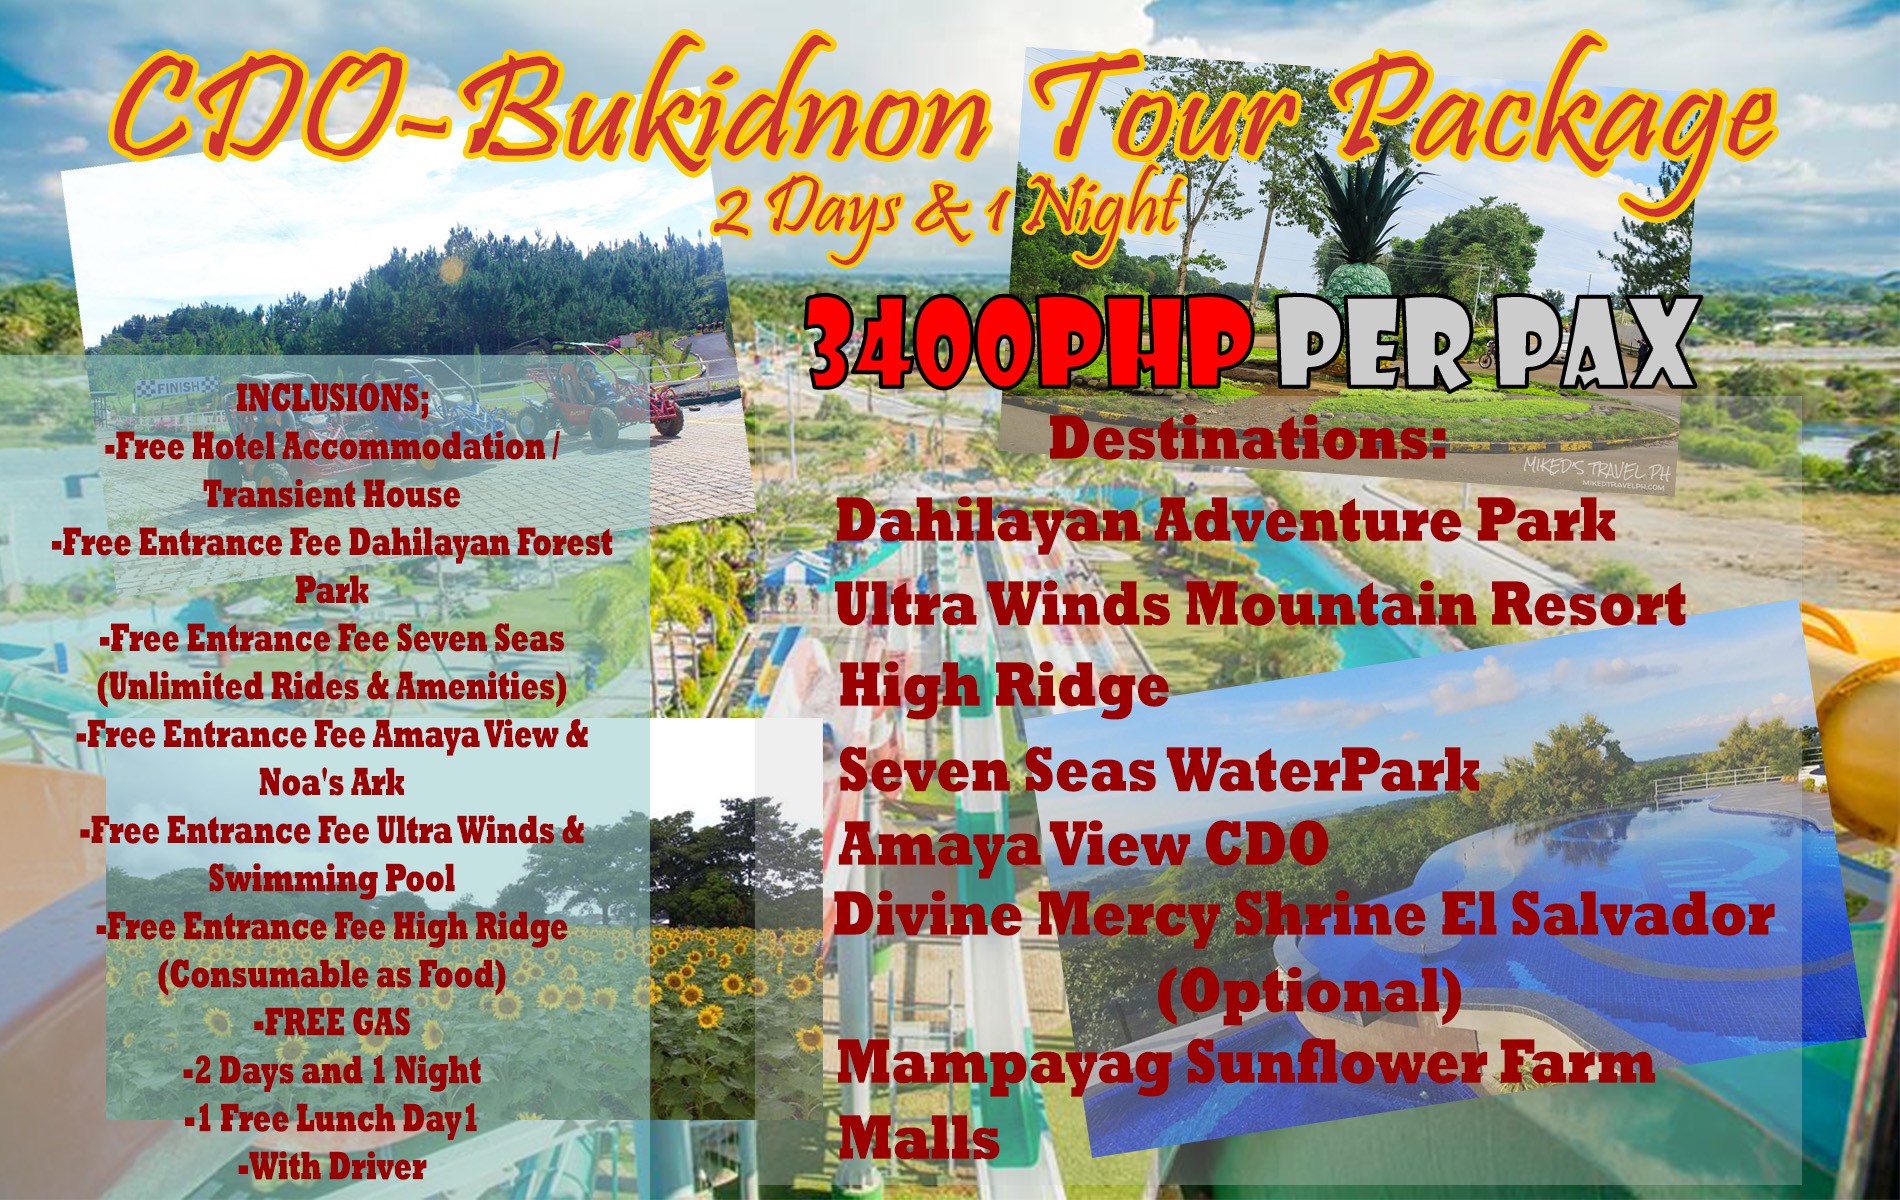 CDO-Bukidnon Tour Package
2 Days & 1 Night
3400PHP PER PAX
FINISH
INCLUSIONS;
-Free Hotel Accommodation /
Transient House
-Free Entrance Fee Dahilayan Forest
Park
-Free Entrance Fee Seven Seas
(Unlimited Rides & Amenities)
-Free Entrance Fee Amaya View &
Noa's Ark
-Free Entrance Fee Ultra Winds &
Swimming Pool
-Free Entrance Fee High Ridge
(Consumable as Food)
-FREE GAS
-2 Days and 1 Night
-1 Free Lunch Day1
-With Driver
Destinations:
MIKEDS TRAVEL PH
MIKEDTRAVELPH.COM
Dahilayan Adventure Park
Ultra Winds Mountain Resort
High Ridge
Seven Seas WaterPark
Amaya View CDO
Divine Mercy Shrine El Salvador
(Optional)
Mampayag Sunflower Farm
Malls